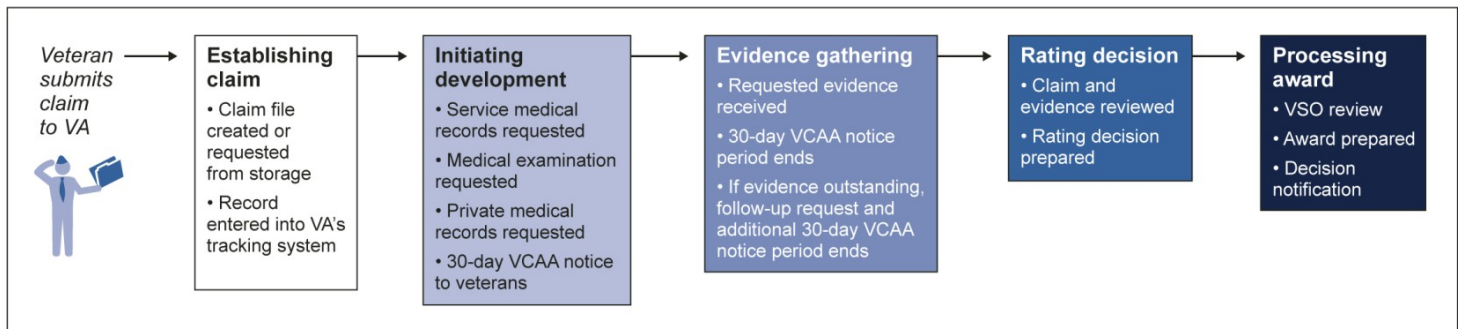 Veteran
submits
claim
to VA
Establishing
claim
• Claim file
created or
requested
from storage
• Record
entered into VA's
tracking system
Initiating
development
• Service medical
records requested
• Medical examination
requested
• Private medical
records requested
• 30-day VCAA notice
to veterans
Evidence gathering
• Requested evidence
received
• 30-day VCAA notice
period ends
• If evidence outstanding,
follow-up request and
additional 30-day VCAA
notice period ends
Rating decision
• Claim and
evidence reviewed
• Rating decision
prepared
Processing
award
• VSO review
• Award prepared
• Decision
notification